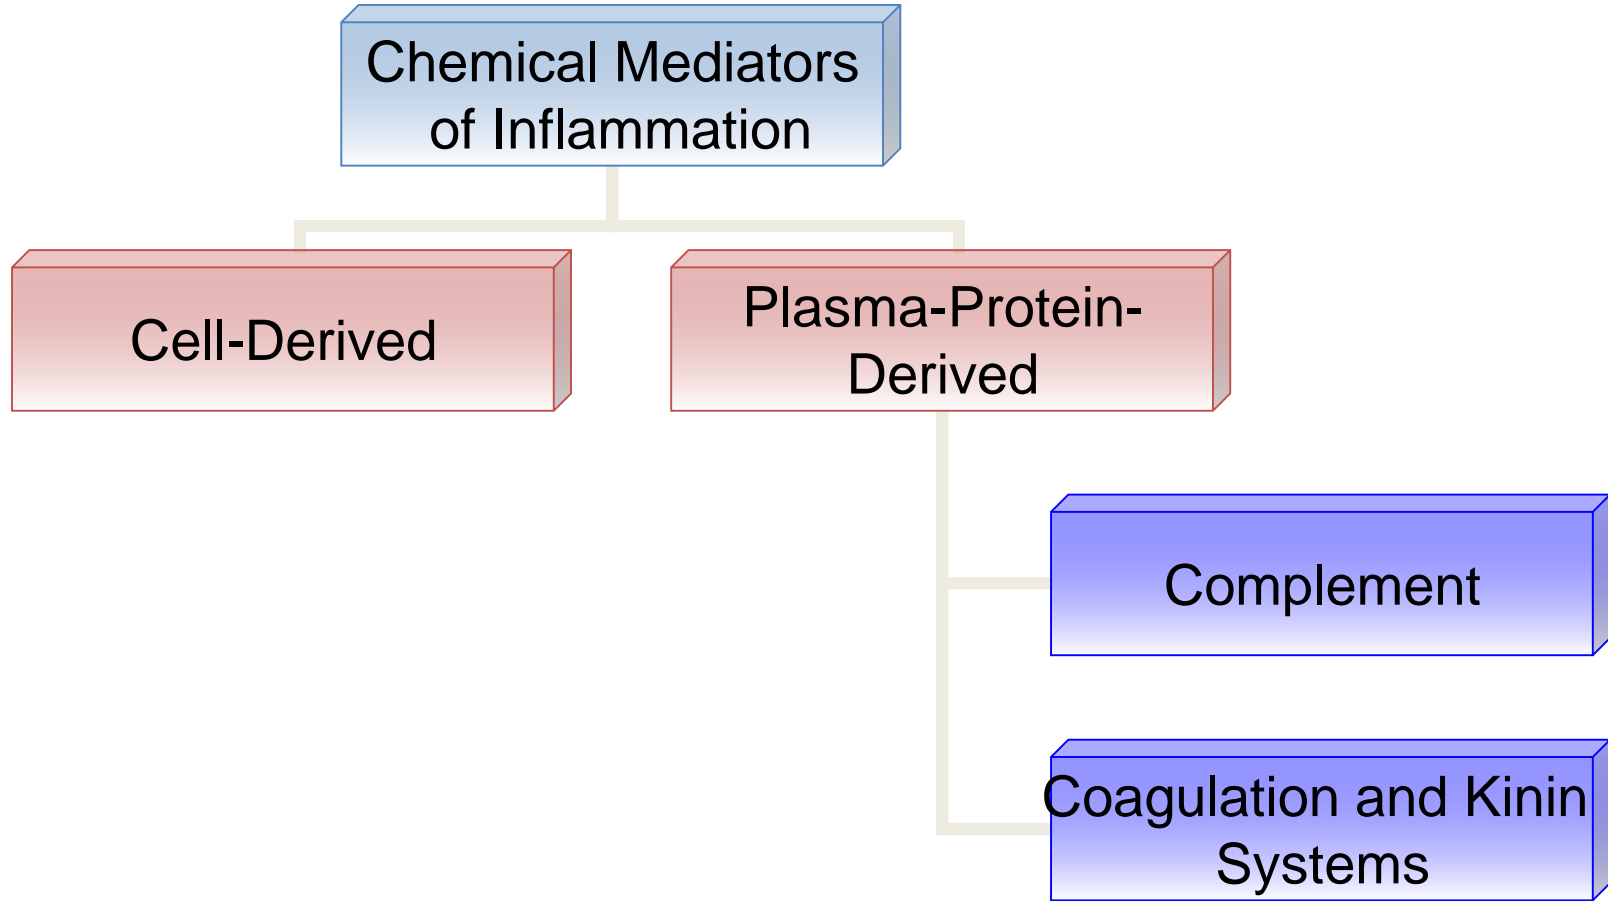 Chemical Mediators
of Inflammation
Cell-Derived
Plasma-Protein-
Derived
Complement
Coagulation and Kinin
Systems